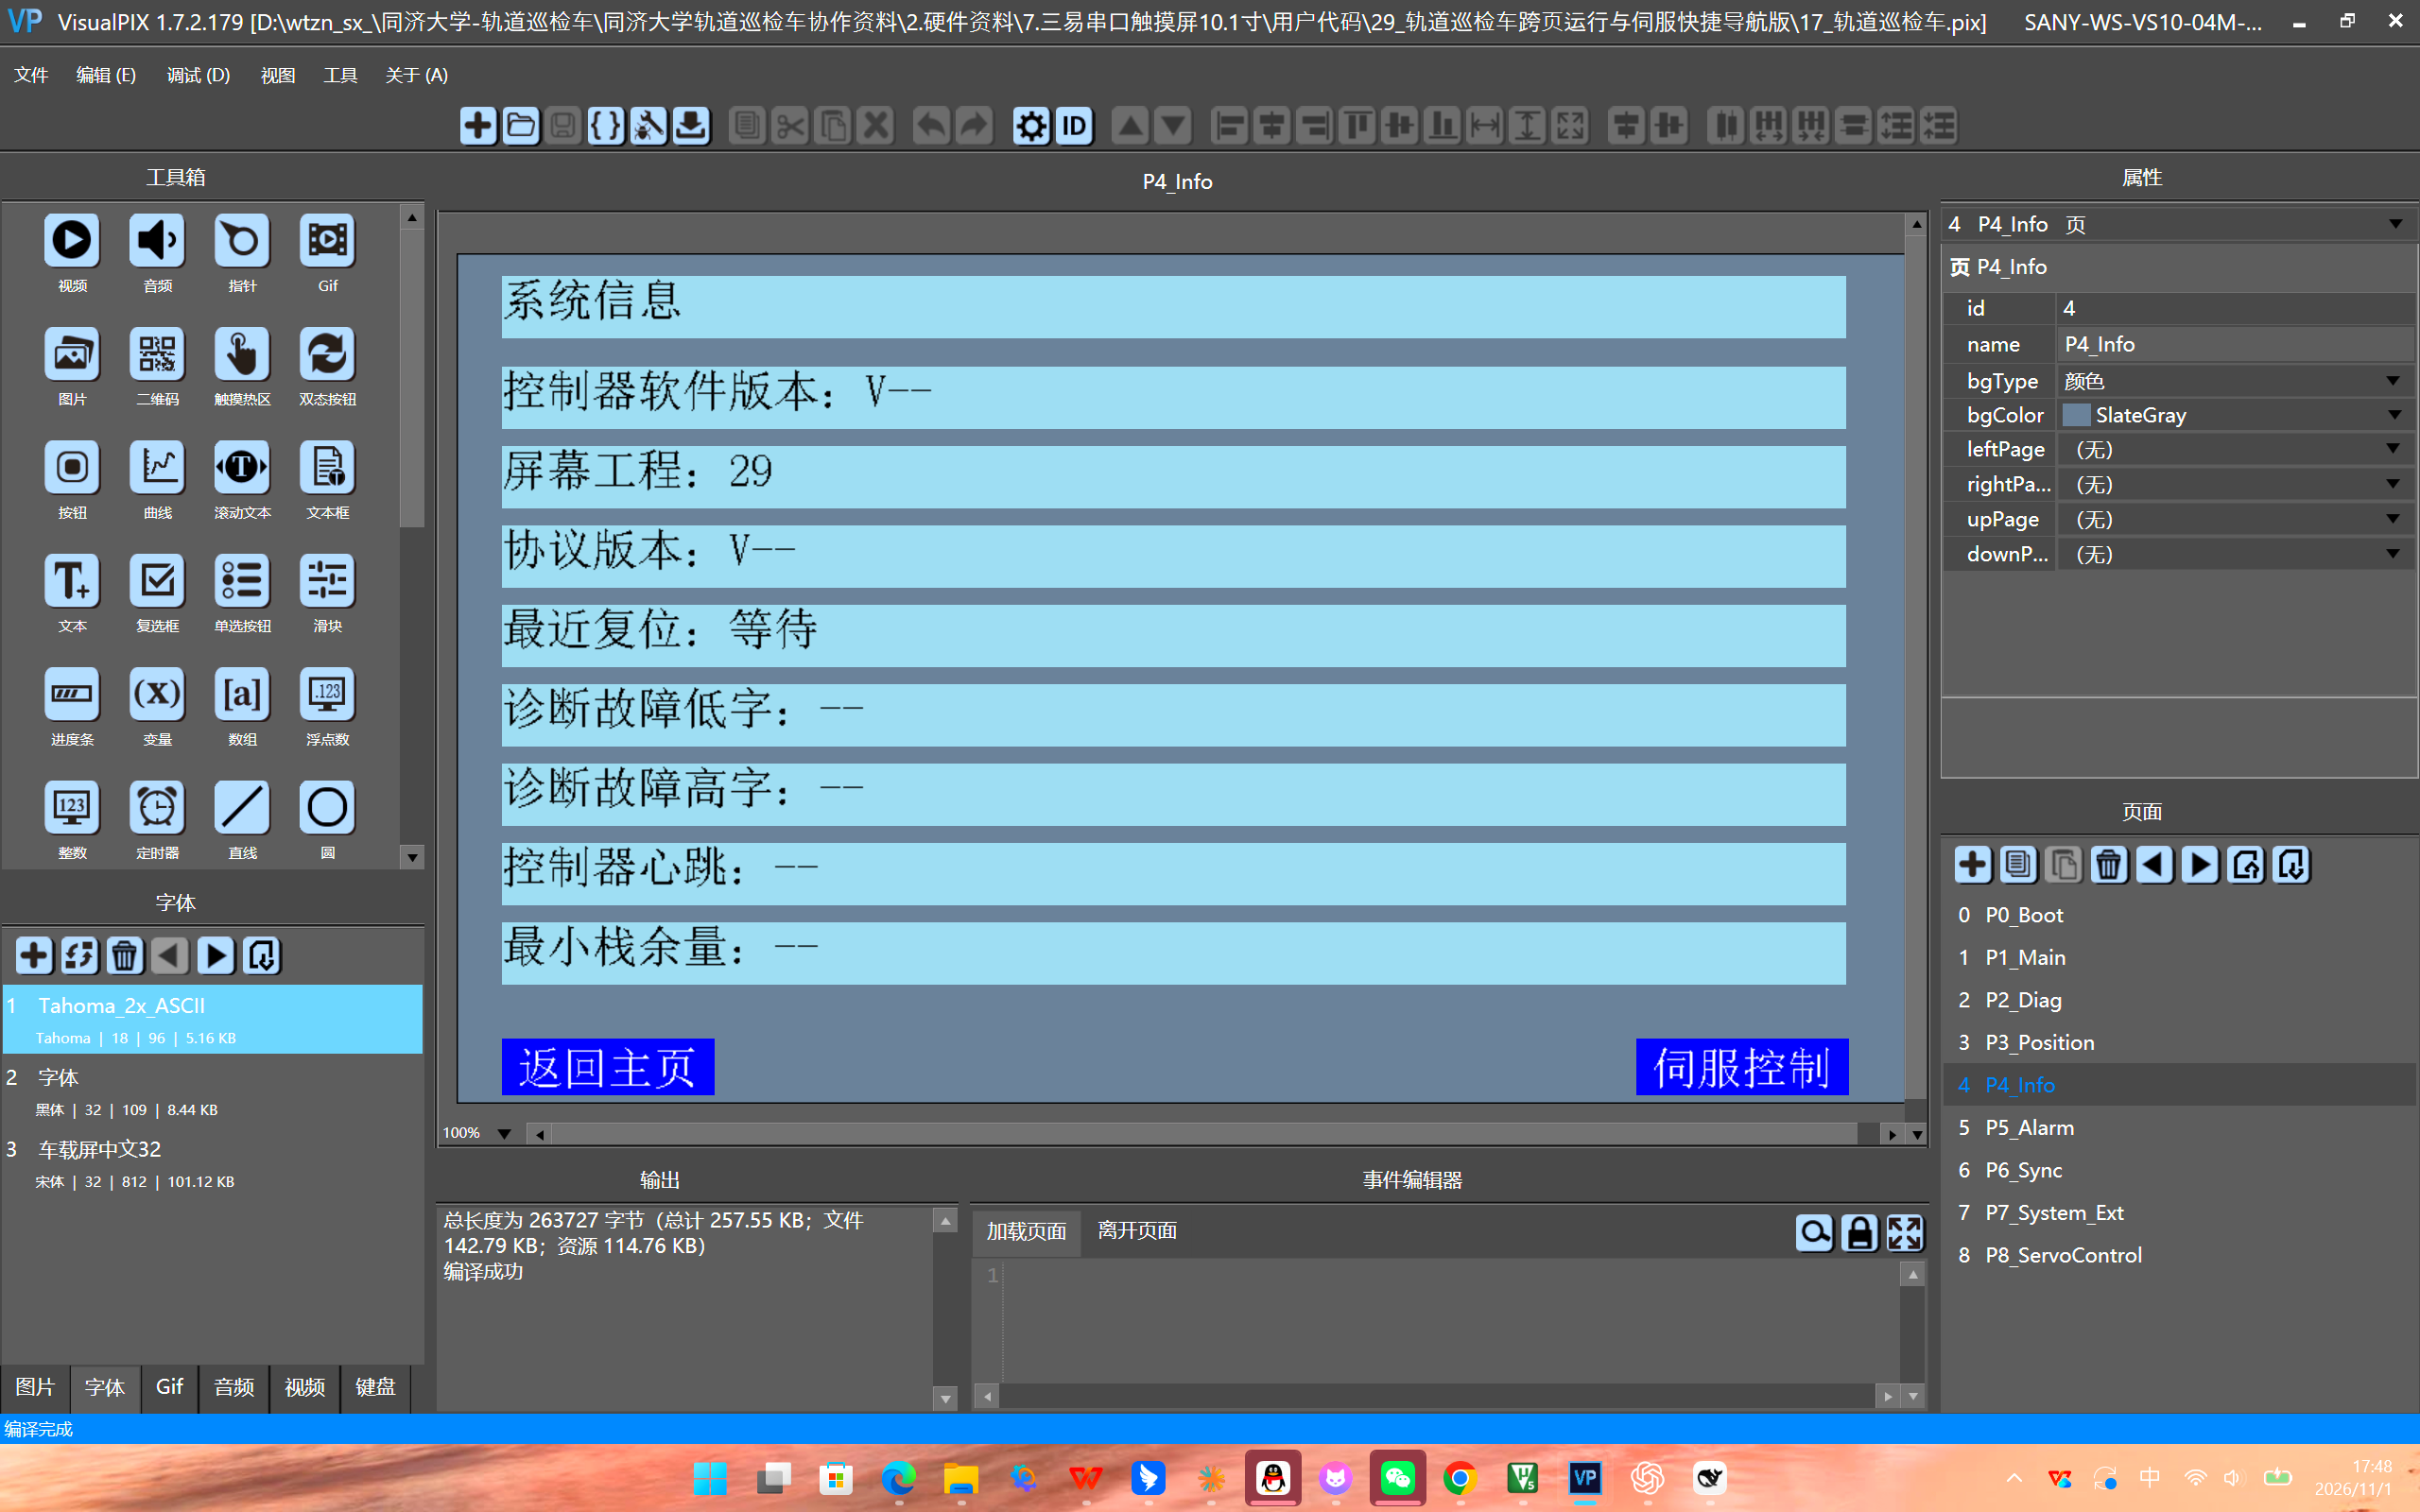 VP VisualPIX 1.7.2.179 [D:\wtzn_sx_\同济大学-轨道巡检车\同济大学轨道巡检车协作资料\2.硬件资料\7.三易串口触摸屏10.1寸\用户代码\29_轨道巡检车跨页运行与伺服快捷导航版\17_轨道巡检车.pix] SANY-WS-VS10-04M-...
文件 编辑 (E) 调试 (D) 视图 工具 关于 (A)
ID
工具箱
视频 音频 指针 Gif
图片 二维码 触摸热区 双态按钮
按钮 曲线 滚动文本 文本框
文本 复选框 单选按钮 滑块
进度条 变量 数组 浮点数
整数 定时器 直线 圆
字体
1 Tahoma_2x_ASCII
Tahoma | 18 | 96 | 5.16 KB
2 字体
黑体 | 32 | 109 | 8.44 KB
3 车载屏中文32
宋体 | 32 | 812 | 101.12 KB
图片 字体 Gif 音频 视频 键盘
编译完成
P4_Info
系统信息
控制器软件版本：V--
屏幕工程：29
协议版本：V--
最近复位：等待
诊断故障低字：--
诊断故障高字：--
控制器心跳：--
最小栈余量：--
返回主页 伺服控制
100%
输出
总长度为 263727 字节（总计 257.55 KB；文件
142.79 KB；资源 114.76 KB）
编译成功
事件编辑器
加载页面 离开页面
1
属性
4 P4_Info 页
页 P4_Info
id 4
name P4_Info
bgType 颜色
bgColor SlateGray
leftPage （无）
rightPa... （无）
upPage （无）
downP... （无）
页面
0 P0_Boot
1 P1_Main
2 P2_Diag
3 P3_Position
4 P4_Info
5 P5_Alarm
6 P6_Sync
7 P7_System_Ext
8 P8_ServoControl
中
17:48
2026/11/1